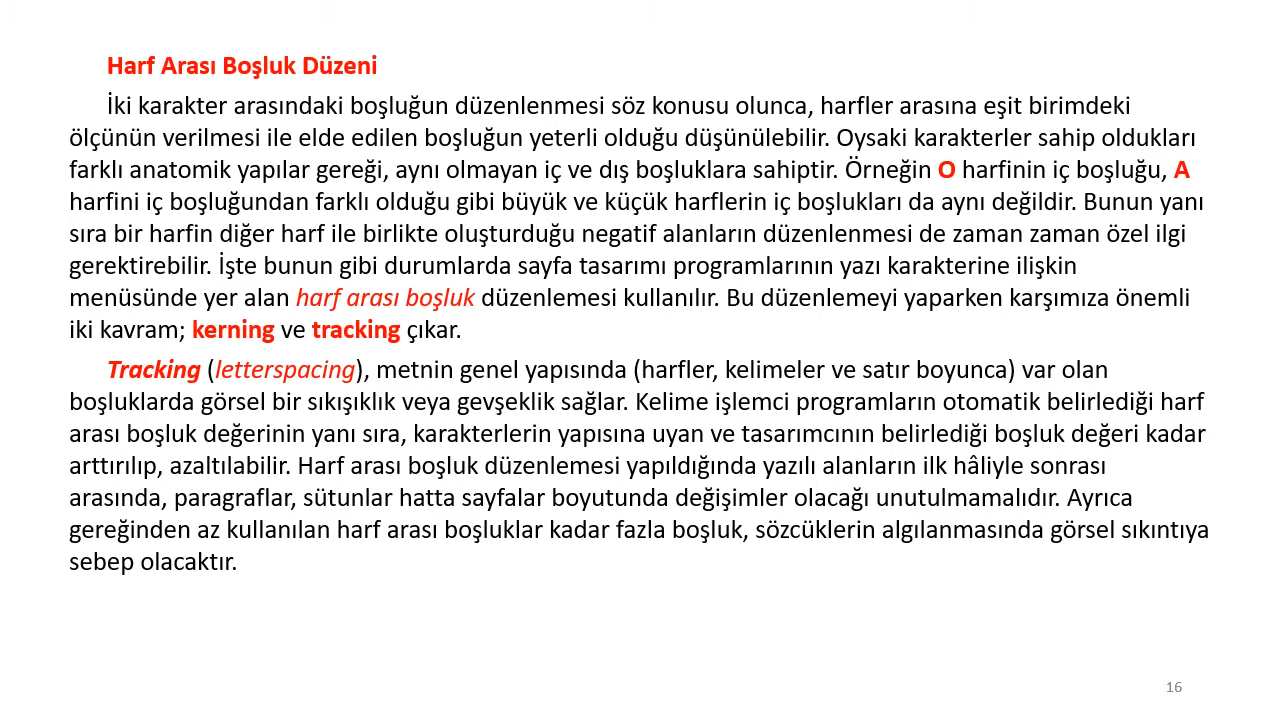 Harf Arası Boşluk Düzeni
İki karakter arasındaki boşluğun düzenlenmesi söz konusu olunca, harfler arasına eşit birimdeki
ölçünün verilmesi ile elde edilen boşluğun yeterli olduğu düşünülebilir. Oysaki karakterler sahip oldukları
farklı anatomik yapılar gereği, aynı olmayan iç ve dış boşluklara sahiptir. Örneğin O harfinin iç boşluğu, A
harfini iç boşluğundan farklı olduğu gibi büyük ve küçük harflerin iç boşlukları da aynı değildir. Bunun yanı
sıra bir harfin diğer harf ile birlikte oluşturduğu negatif alanların düzenlenmesi de zaman zaman özel ilgi
gerektirebilir. İşte bunun gibi durumlarda sayfa tasarımı programlarının yazı karakterine ilişkin
menüsünde yer alan harf arası boşluk düzenlemesi kullanılır. Bu düzenlemeyi yaparken karşımıza önemli
iki kavram; kerning ve tracking çıkar.
Tracking (letterspacing), metnin genel yapısında (harfler, kelimeler ve satır boyunca) var olan
boşluklarda görsel bir sıkışıklık veya gevşeklik sağlar. Kelime işlemci programların otomatik belirlediği harf
arası boşluk değerinin yanı sıra, karakterlerin yapısına uyan ve tasarımcının belirlediği boşluk değeri kadar
arttırılıp, azaltılabilir. Harf arası boşluk düzenlemesi yapıldığında yazılı alanların ilk hâliyle sonrası
arasında, paragraflar, sütunlar hatta sayfalar boyutunda değişimler olacağı unutulmamalıdır. Ayrıca
gereğinden az kullanılan harf arası boşluklar kadar fazla boşluk, sözcüklerin algılanmasında görsel sıkıntıya
sebep olacaktır.
16